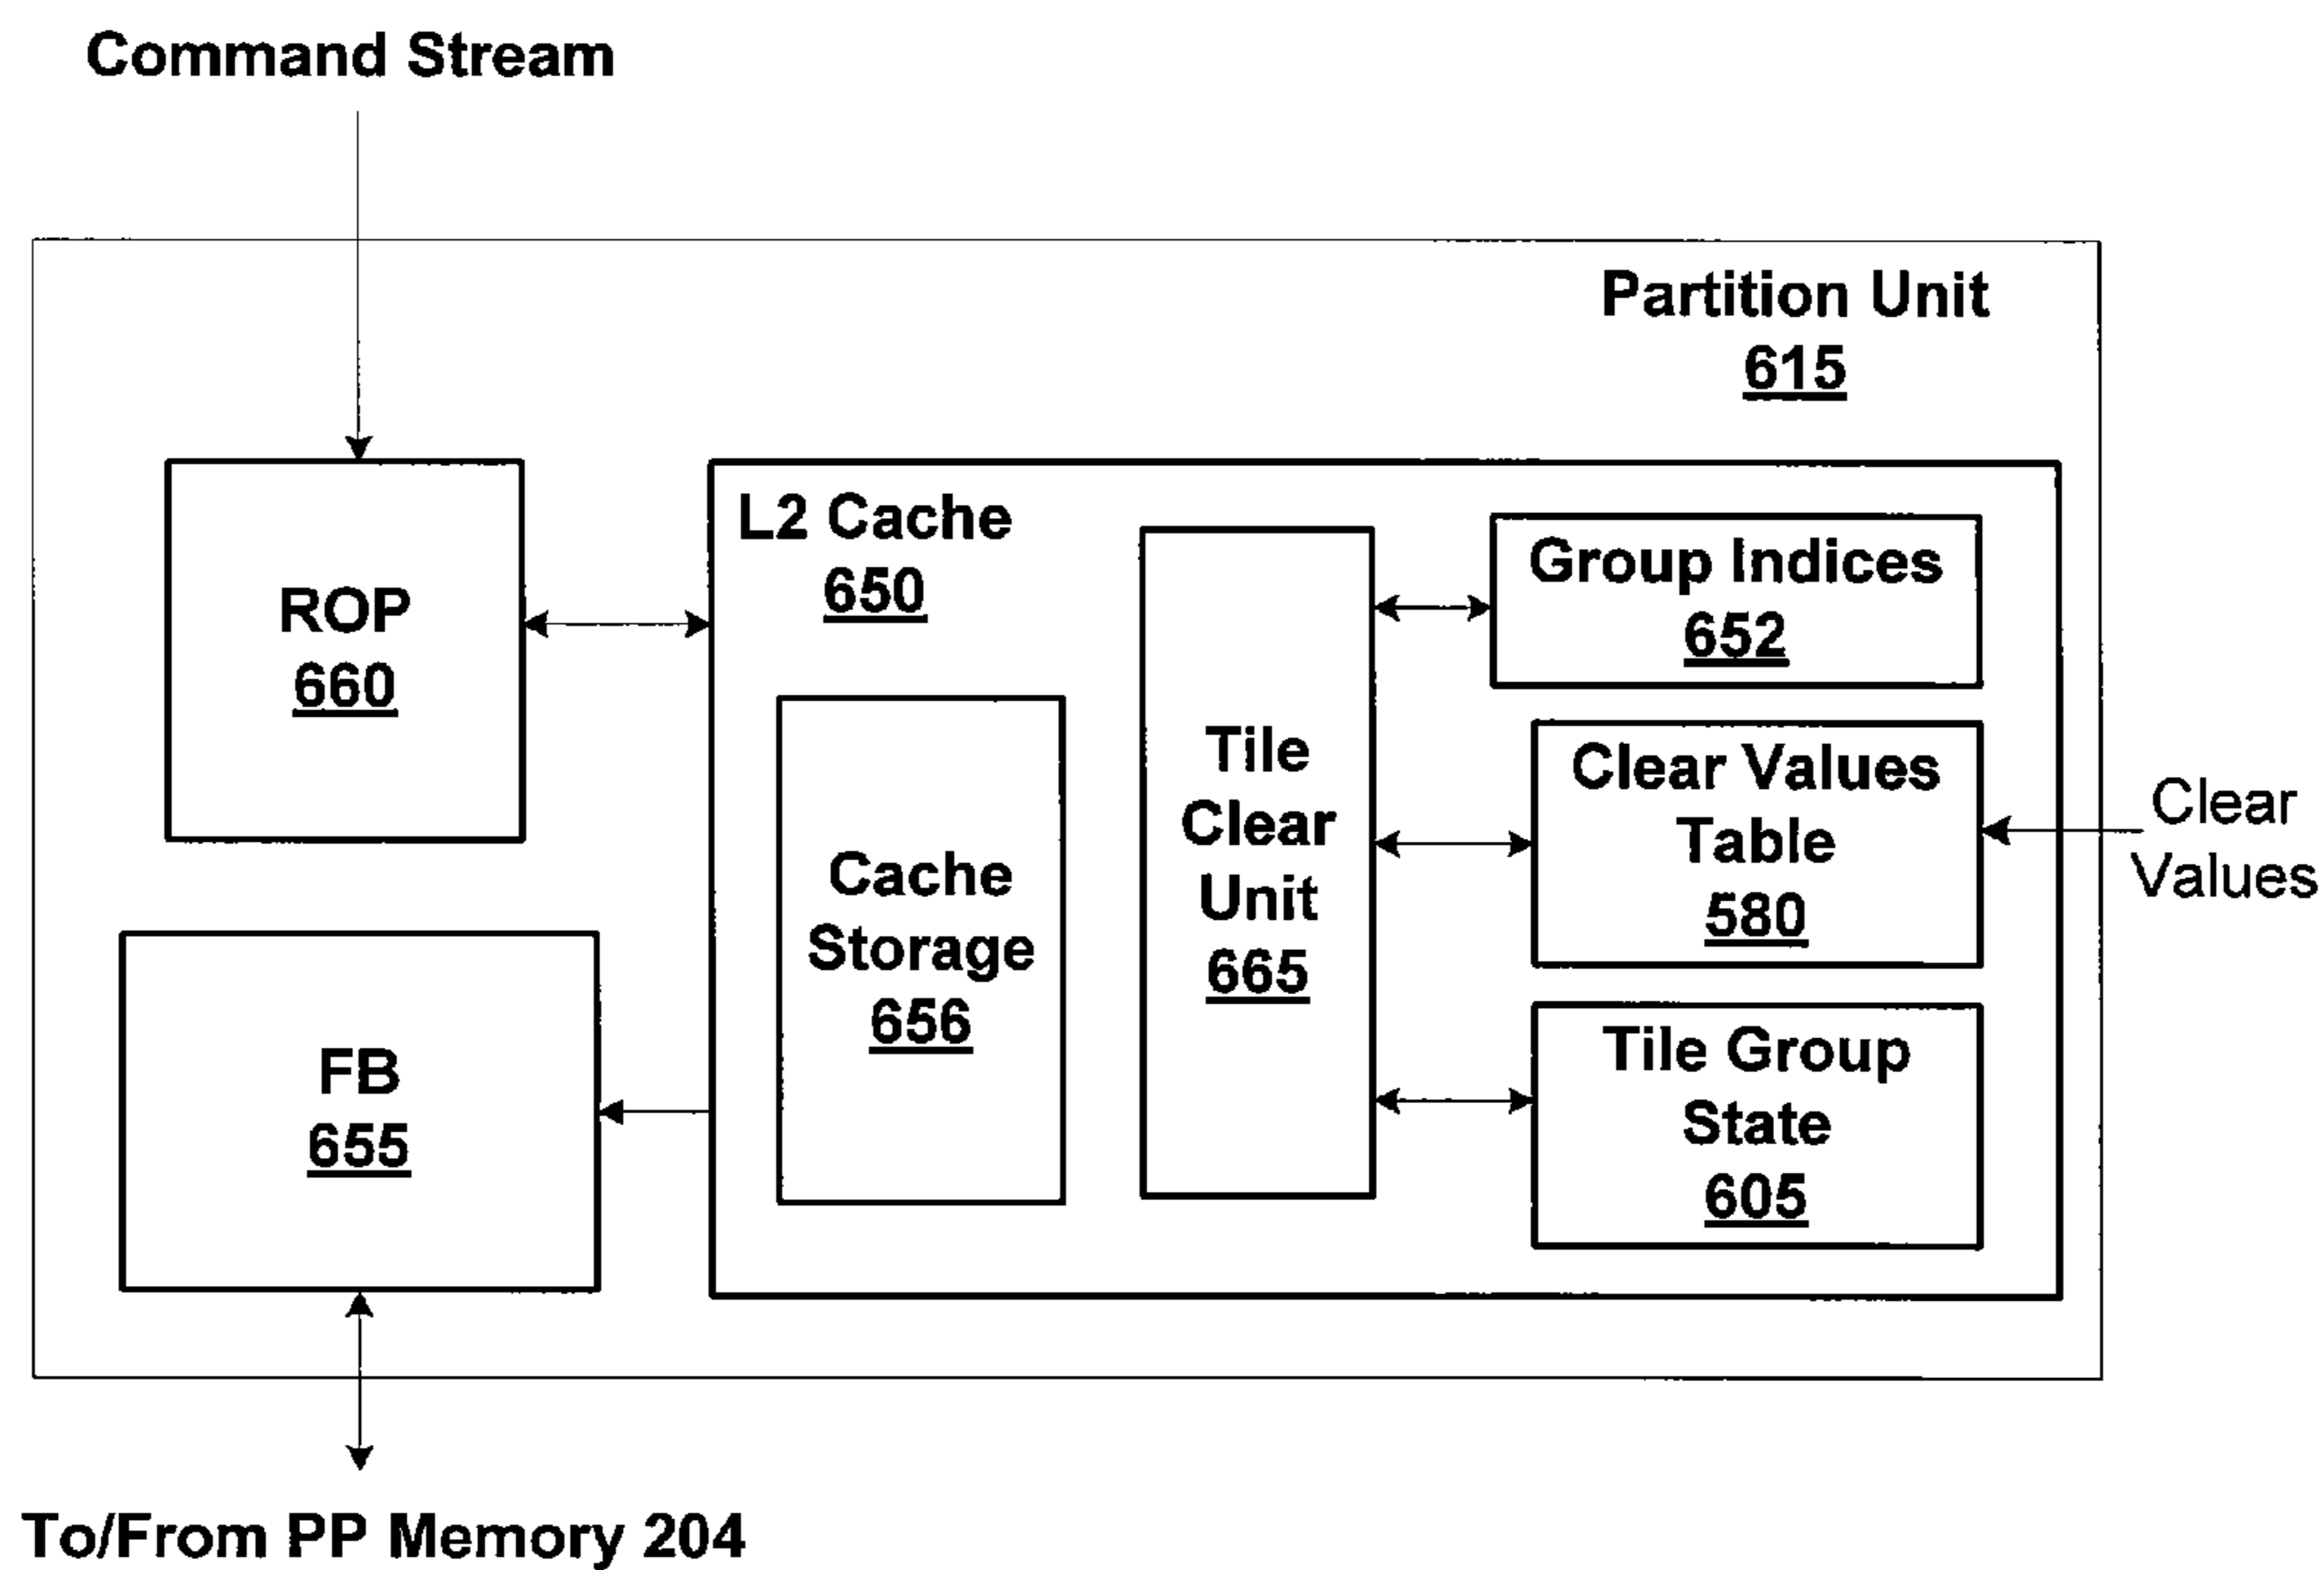 Command Stream
Partition Unit
615
ROP
660
L2 Cache
650
Group Indices
652
Tile
Clear
Unit
665
Clear Values
Table
580
Clear
Values
Cache
Storage
656
Tile Group
State
605
FB
655
To/From PP Memory 204